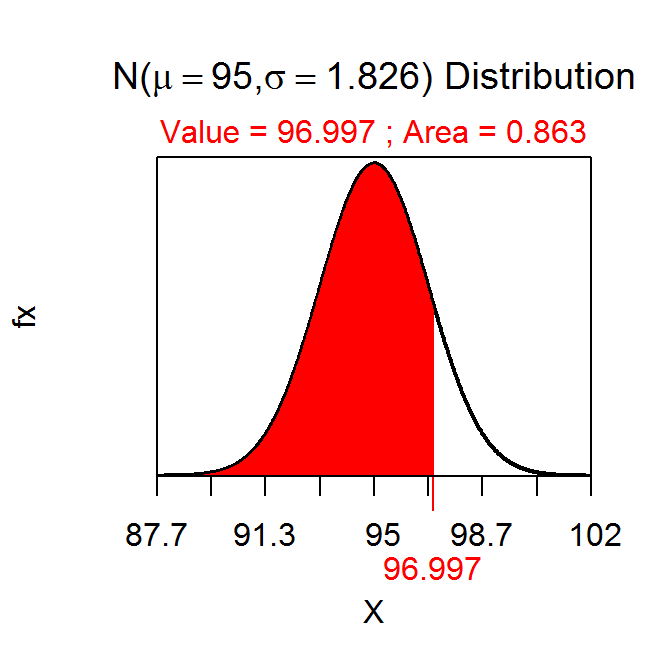 N(μ = 95,σ = 1.826) Distribution
Value = 96.997 ; Area = 0.863
fx
87.7 91.3 95 98.7 102
96.997
X